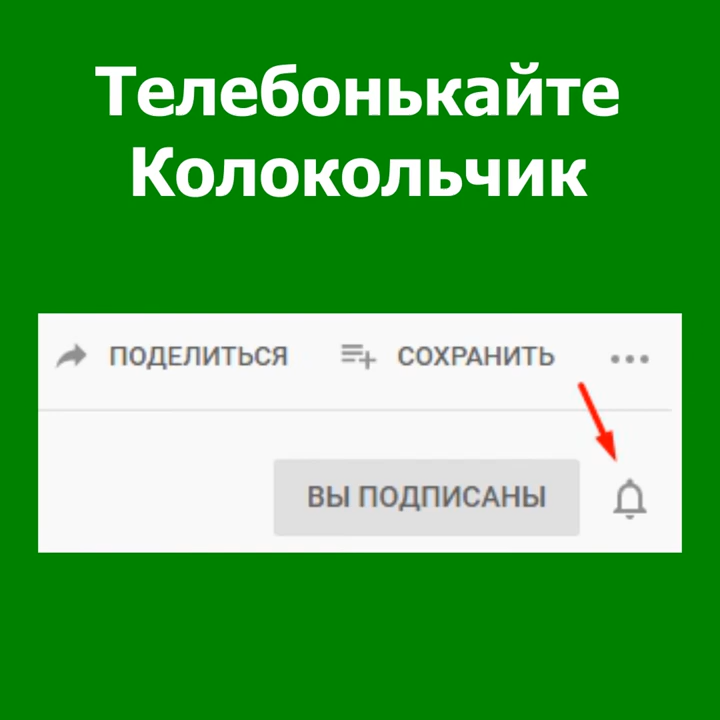 Телебонькайте
Колокольчик
ПОДЕЛИТЬСЯ СОХРАНИТЬ
ВЫ ПОДПИСАНЫ